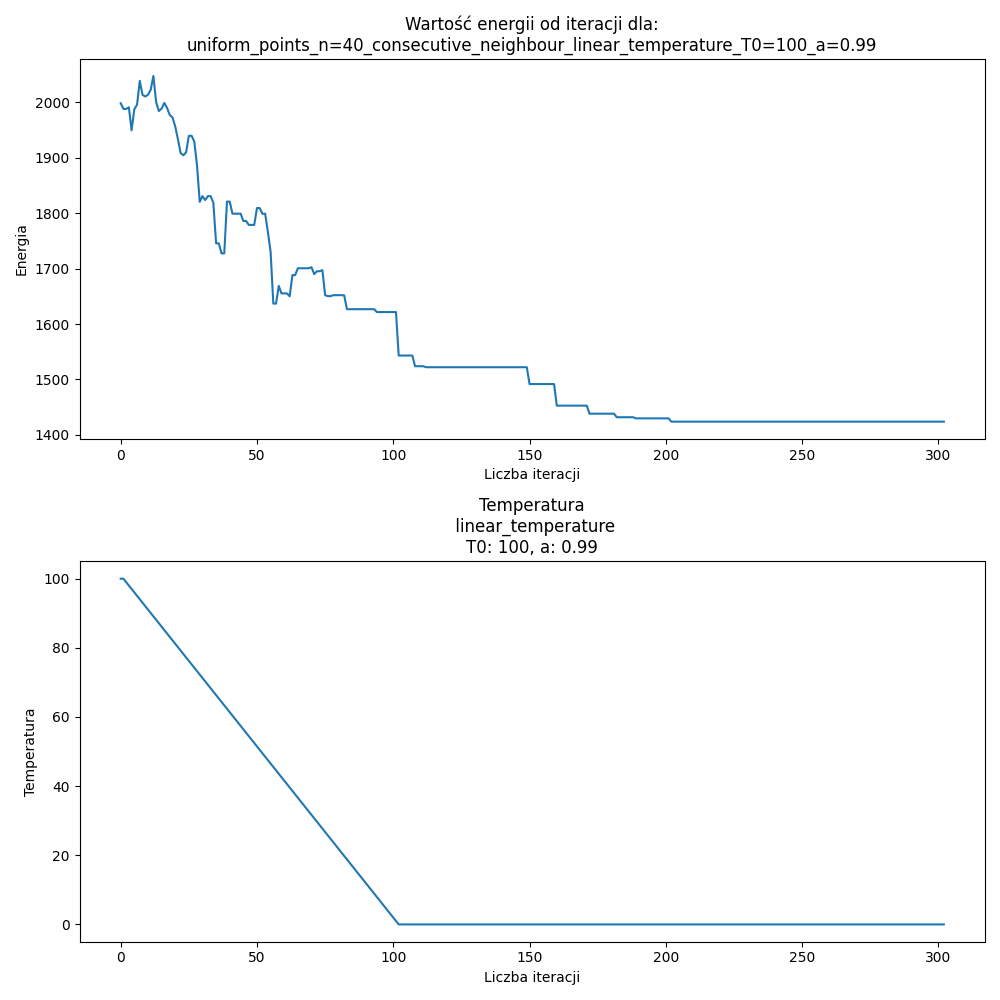 Wartość energii od iteracji dla:
uniform_points_n=40_consecutive_neighbour_linear_temperature_T0=100_a=0.99
2000
1900
1800
1700
1600
1500
1400
Energia
0 50 100 150 200 250 300
Liczba iteracji
Temperatura
linear_temperature
T0: 100, a: 0.99
100
80
60
40
20
0
Temperatura
0 50 100 150 200 250 300
Liczba iteracji